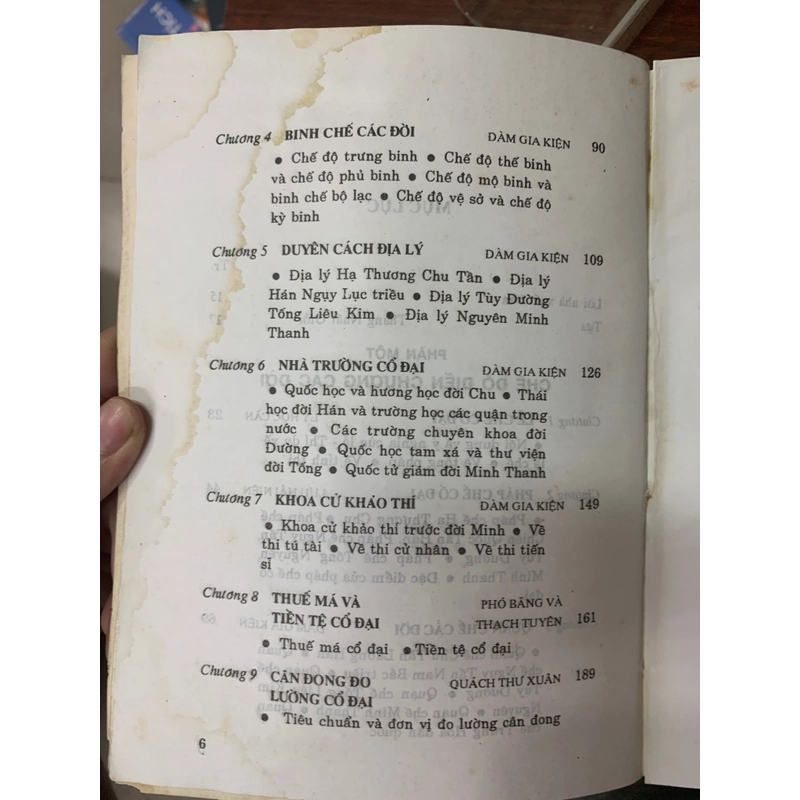 TÍCH
Chương 4 BINH CHẾ CÁC ĐỜI ĐÀM GIA KIỆN 90
● Chế độ trưng binh ● Chế độ thế binh
và chế độ phủ binh ● Chế độ mộ binh và
binh chế bộ lạc ● Chế độ vệ sở và chế độ
kỳ binh
Chương 5 DUYÊN CÁCH ĐỊA LÝ ĐÀM GIA KIỆN 109
● Địa lý Hạ Thương Chu Tần ● Địa lý
Hán Ngụy Lục triều ● Địa lý Tùy Đường
Tống Liêu Kim ● Địa lý Nguyên Minh
Thanh
Chương 6 NHÀ TRƯỜNG CỔ ĐẠI ĐÀM GIA KIỆN 126
● Quốc học và hương học đời Chu ● Thái
học đời Hán và trường học các quận trong
nước ● Các trường chuyên khoa đời
Đường ● Quốc học tam xá và thư viện
đời Tống ● Quốc tử giám đời Minh Thanh
Chương 7 KHOA CỬ KHẢO THÍ ĐÀM GIA KIỆN 149
● Khoa cử khảo thí trước đời Minh ● Về
thi tú tài ● Về thi cử nhân ● Về thi tiến
sĩ
Chương 8 THUẾ MÁ VÀ PHÓ BĂNG VÀ
TIỀN TỆ CỔ ĐẠI THẠCH TUYÊN 161
● Thuế má cổ đại ● Tiền tệ cổ đại
Chương 9 CÂN ĐONG ĐO QUÁCH THƯ XUÂN 189
LƯỜNG CỔ ĐẠI
● Tiêu chuẩn và đơn vị đo lường cân đong
6